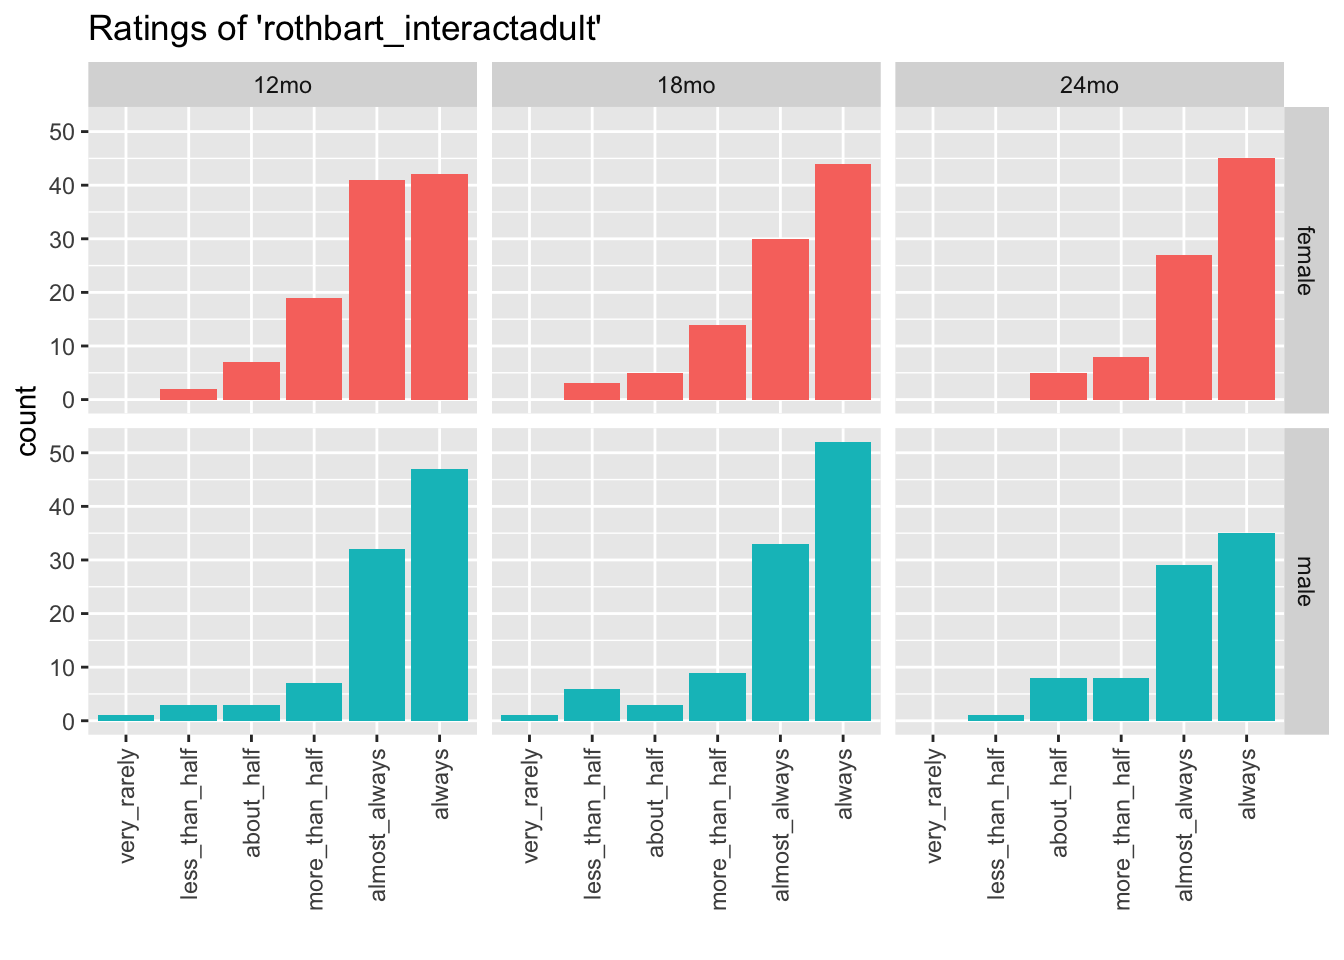 Ratings of 'rothbart_interactadult'
12mo 18mo 24mo
count
50
40
30
20
10
0
female
50
40
30
20
10
0
male
very_rarely less_than_half about_half more_than_half almost_always always very_rarely less_than_half about_half more_than_half almost_always always very_rarely less_than_half about_half more_than_half almost_always always